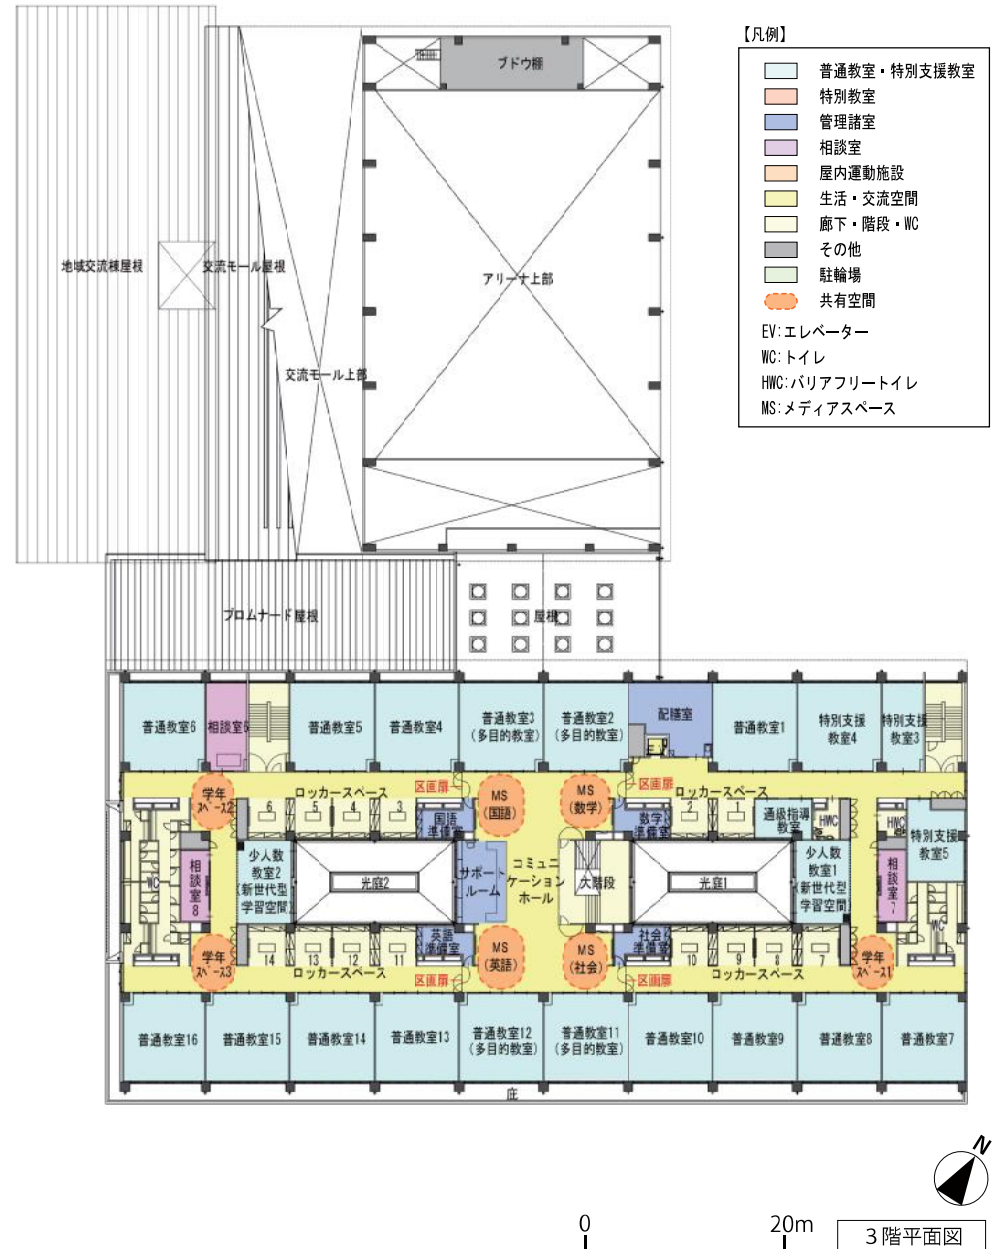 【凡例】
普通教室・特別支援教室
特別教室
管理諸室
相談室
屋内運動施設
生活・交流空間
廊下・階段・WC
その他
駐輪場
共有空間
EV:エレベーター
WC:トイレ
HWC:バリアフリートイレ
MS:メディアスペース
ブドウ棚
地域交流棟屋根
交流モール屋根
アリーナ上部
交流モール上部
プロムナード屋根
屋根
普通教室6
普通教室5
普通教室4
普通教室3
(多目的教室)
普通教室2
(多目的教室)
配膳室
普通教室1
特別支援
教室4
特別支援
教室3
EV
学年
スペース2
ロッカースペース
区画扉
MS
(国語)
MS
(数学)
区画扉
ロッカースペース
6
5
4
3
国語
準備室
数学
準備室
2
1
通級指導
教室
HWC
HWC
特別支援
教室5
WC
相談室8
少人数
教室2
(新世代型
学習空間)
光庭2
サポート
ルーム
コミュニ
ケーション
ホール
大階段
光庭1
少人数
教室1
(新世代型
学習空間)
相談室7
WC
学年
スペース3
14
13
12
11
英語
準備室
MS
(英語)
MS
(社会)
社会
準備室
10
9
8
7
学年
スペース1
ロッカースペース
区画扉
区画扉
ロッカースペース
普通教室16
普通教室15
普通教室14
普通教室13
普通教室12
(多目的教室)
普通教室11
(多目的教室)
普通教室10
普通教室9
普通教室8
普通教室7
庇
N
0
20m
3階平面図